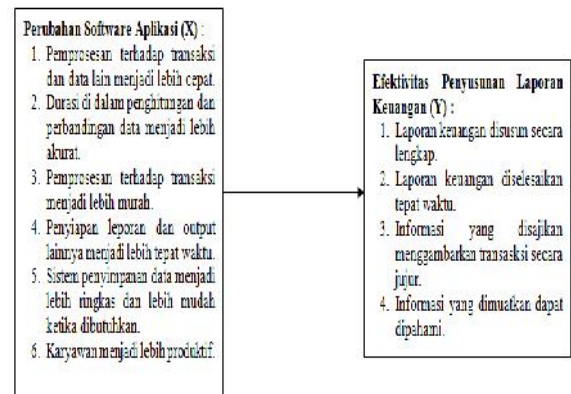 Perubahan Software Aplikasi (X) :
1. Pemprosesan terhadap transaksi
dan data lain menjadi lebih cepat.
2. Durasi di dalam penghitungan dan
perbandingan data menjadi lebih
akurat.
3. Pemprosesan terhadap transaksi
menjadi lebih murah.
4. Penyiapan leporan dan output
lainnya menjadi lebih tepat waktu.
5. Sistem penyimpanan data menjadi
lebih ringkas dan lebih mudah
ketika dibutuhkan.
6. Karyawan menjadi lebih produktif.
Efektivitas Penyusunan Laporan
Keuangan (Y) :
1. Laporan keuangan disusun secara
lengkap.
2. Laporan keuangan diselesaikan
tepat waktu.
3. Informasi yang disajikan
menggambarkan transaksi secara
jujur.
4. Informasi yang dimuatkan dapat
dipahami.